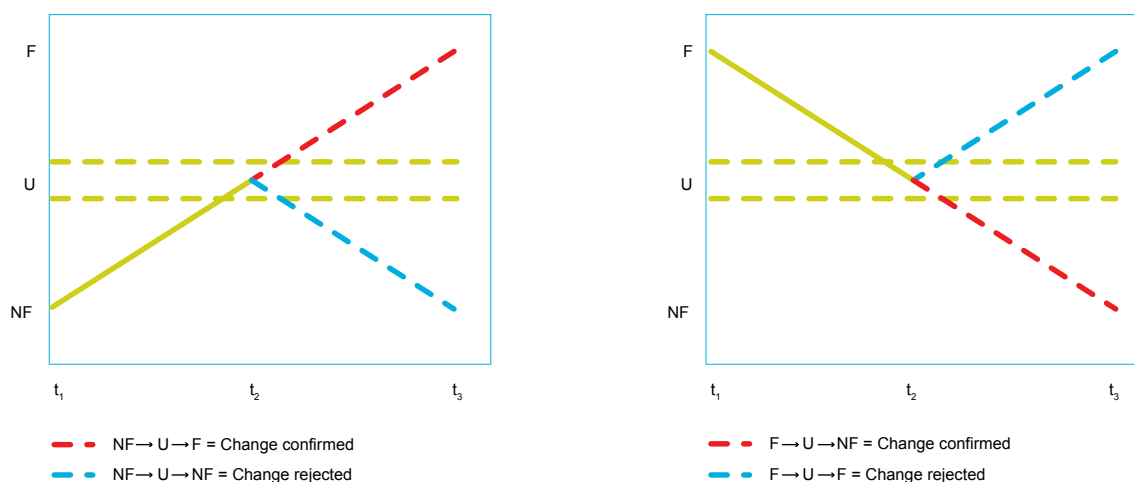 F
U
NF
t₁ t₂ t₃
NF→ U→ F = Change confirmed
NF→ U→ NF = Change rejected
F
U
NF
t₁ t₂ t₃
F→ U→ NF = Change confirmed
F→ U→ F = Change rejected